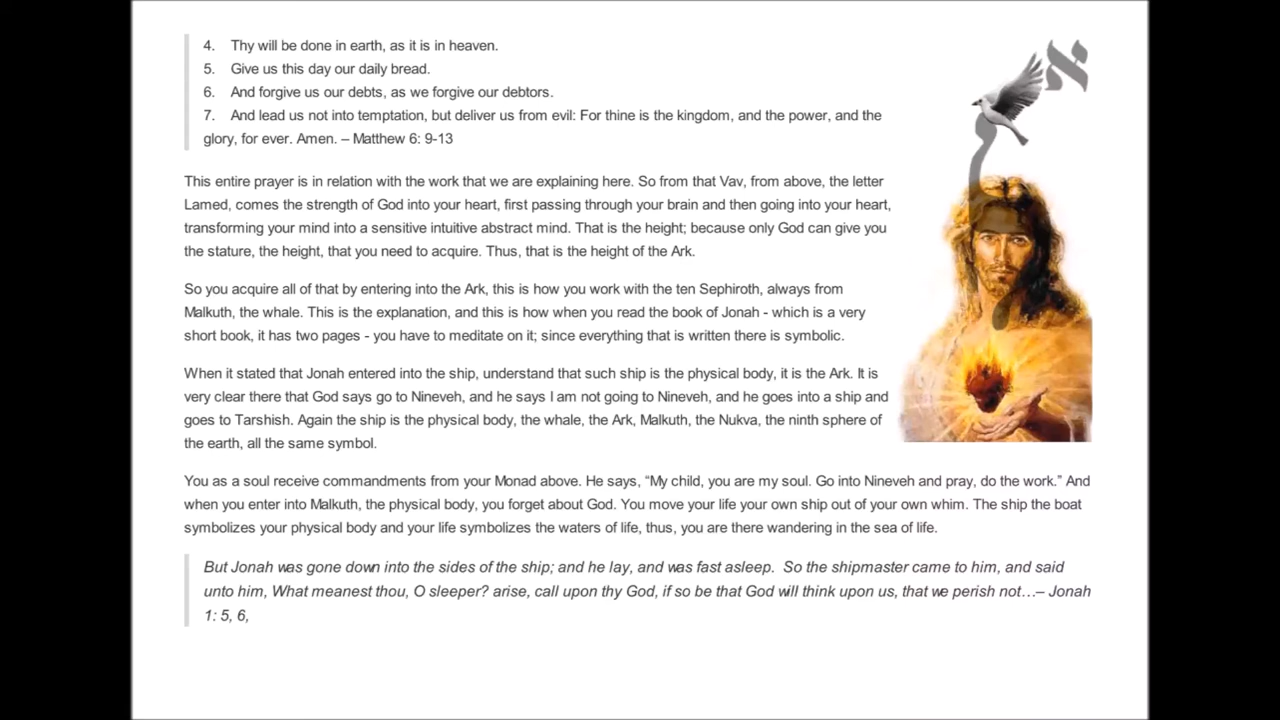 4. Thy will be done in earth, as it is in heaven.
5. Give us this day our daily bread.
6. And forgive us our debts, as we forgive our debtors.
7. And lead us not into temptation, but deliver us from evil: For thine is the kingdom, and the power, and the
glory, for ever. Amen. – Matthew 6: 9-13
א
ל
This entire prayer is in relation with the work that we are explaining here. So from that Vav, from above, the letter
Lamed, comes the strength of God into your heart, first passing through your brain and then going into your heart,
transforming your mind into a sensitive intuitive abstract mind. That is the height; because only God can give you
the stature, the height, that you need to acquire. Thus, that is the height of the Ark.
So you acquire all of that by entering into the Ark, this is how you work with the ten Sephiroth, always from
Malkuth, the whale. This is the explanation, and this is how when you read the book of Jonah - which is a very
short book, it has two pages - you have to meditate on it; since everything that is written there is symbolic.
When it stated that Jonah entered into the ship, understand that such ship is the physical body, it is the Ark. It is
very clear there that God says go to Nineveh, and he says I am not going to Nineveh, and he goes into a ship and
goes to Tarshish. Again the ship is the physical body, the whale, the Ark, Malkuth, the Nukva, the ninth sphere of
the earth, all the same symbol.
You as a soul receive commandments from your Monad above. He says, “My child, you are my soul. Go into Nineveh and pray, do the work.” And
when you enter into Malkuth, the physical body, you forget about God. You move your life your own ship out of your own whim. The ship the boat
symbolizes your physical body and your life symbolizes the waters of life, thus, you are there wandering in the sea of life.
But Jonah was gone down into the sides of the ship; and he lay, and was fast asleep. So the shipmaster came to him, and said
unto him, What meanest thou, O sleeper? arise, call upon thy God, if so be that God will think upon us, that we perish not…– Jonah
1: 5, 6,